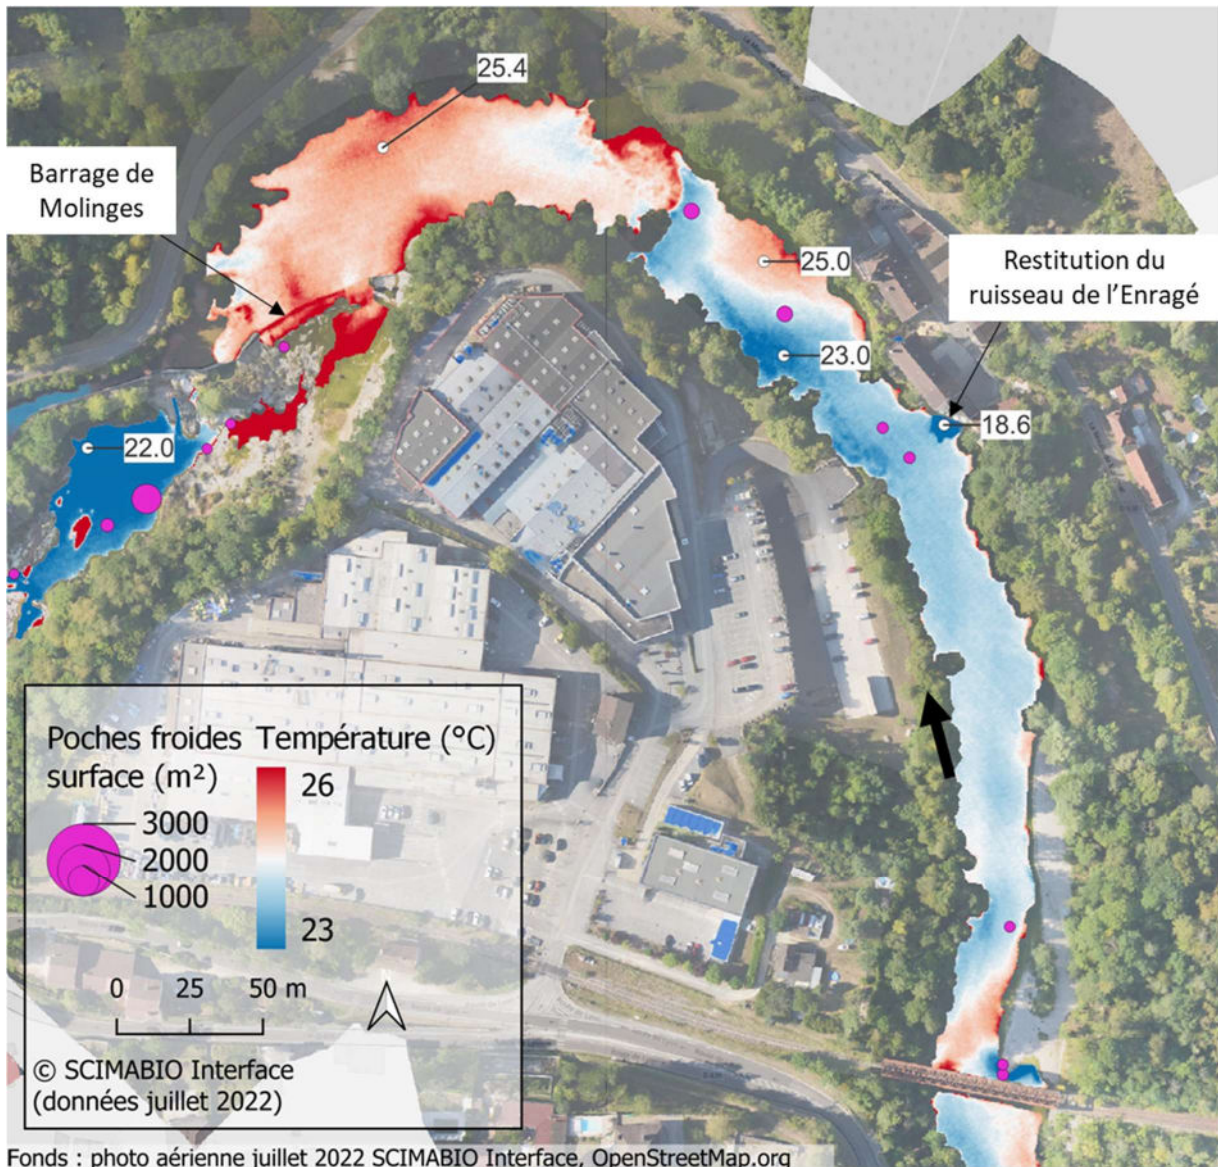 25.4
Barrage de
Molinges
25.0
Restitution du
ruisseau de l’Enragé
23.0
18.6
22.0
Poches froides
surface (m²)
3000
2000
1000
Température (°C)
26
23
0 25 50 m
© SCIMABIO Interface
(données juillet 2022)
Fonds : photo aérienne juillet 2022 SCIMABIO Interface, OpenStreetMap.org